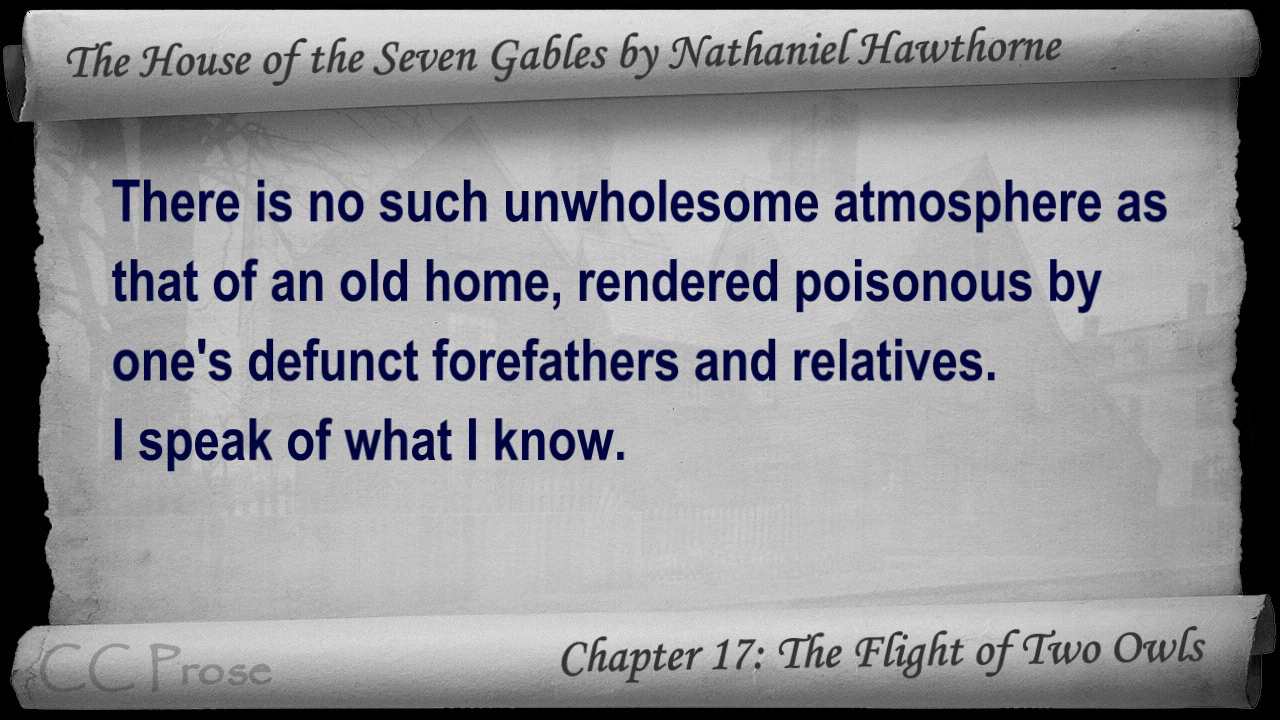 The House of the Seven Gables by Nathaniel Hawthorne
There is no such unwholesome atmosphere as
that of an old home, rendered poisonous by
one's defunct forefathers and relatives.
I speak of what I know.
CC Prose
Chapter 17: The Flight of Two Owls